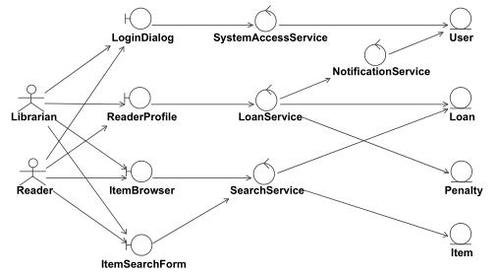 LoginDialog
SystemAccessService
User
NotificationService
Librarian
ReaderProfile
LoanService
Loan
Reader
ItemBrowser
SearchService
Penalty
ItemSearchForm
Item